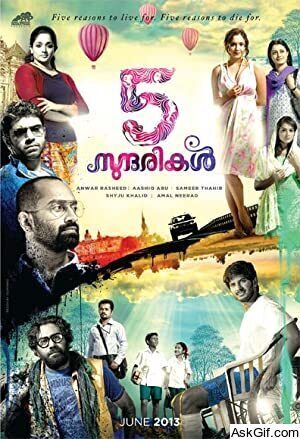 Five reasons to live for. Five reasons to die for.
5
സുന്ദരികൾ
ANWAR RASHEED | AASHIQ ABU | SAMEER THAHIR
SHYJU KHALID | AMAL NEERAD
JUNE 2013
AskGif.com